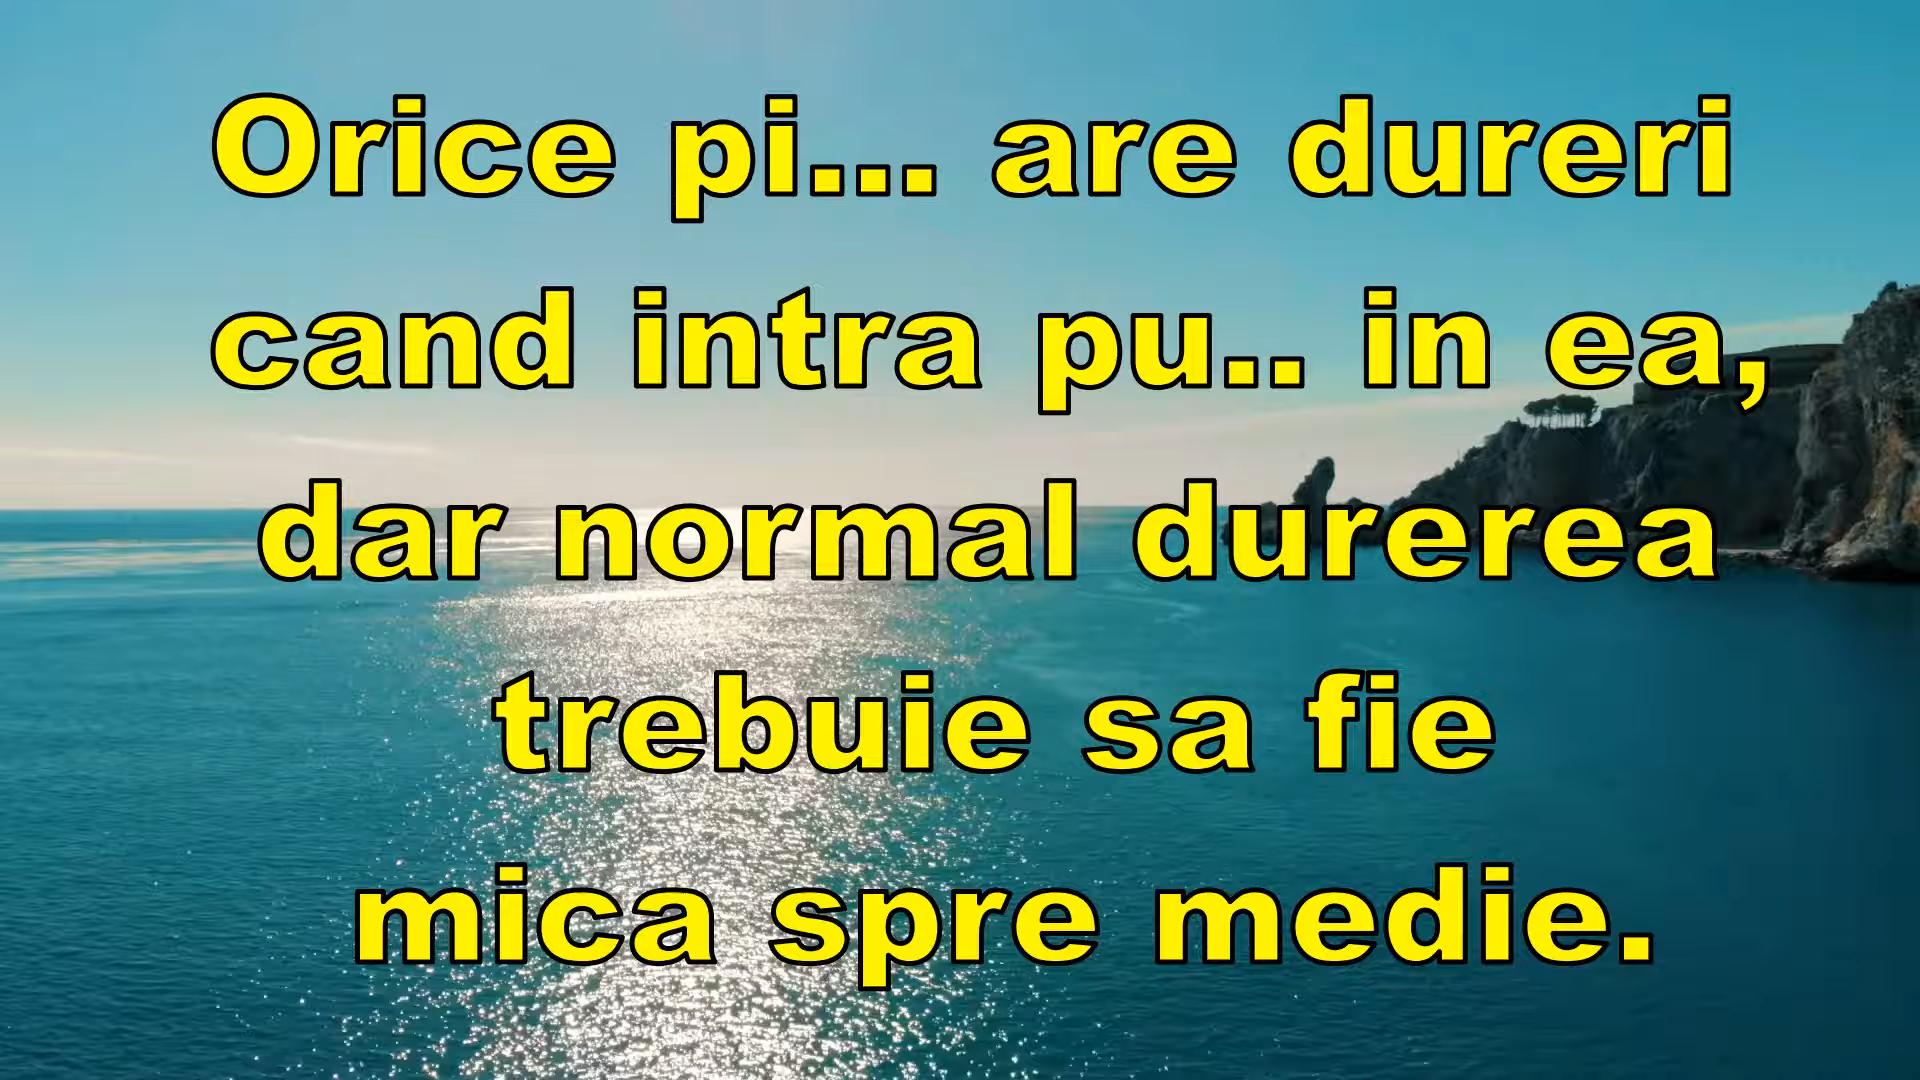 Orice pi... are dureri
cand intra pu.. in ea,
dar normal durerea
trebuie sa fie
mica spre medie.